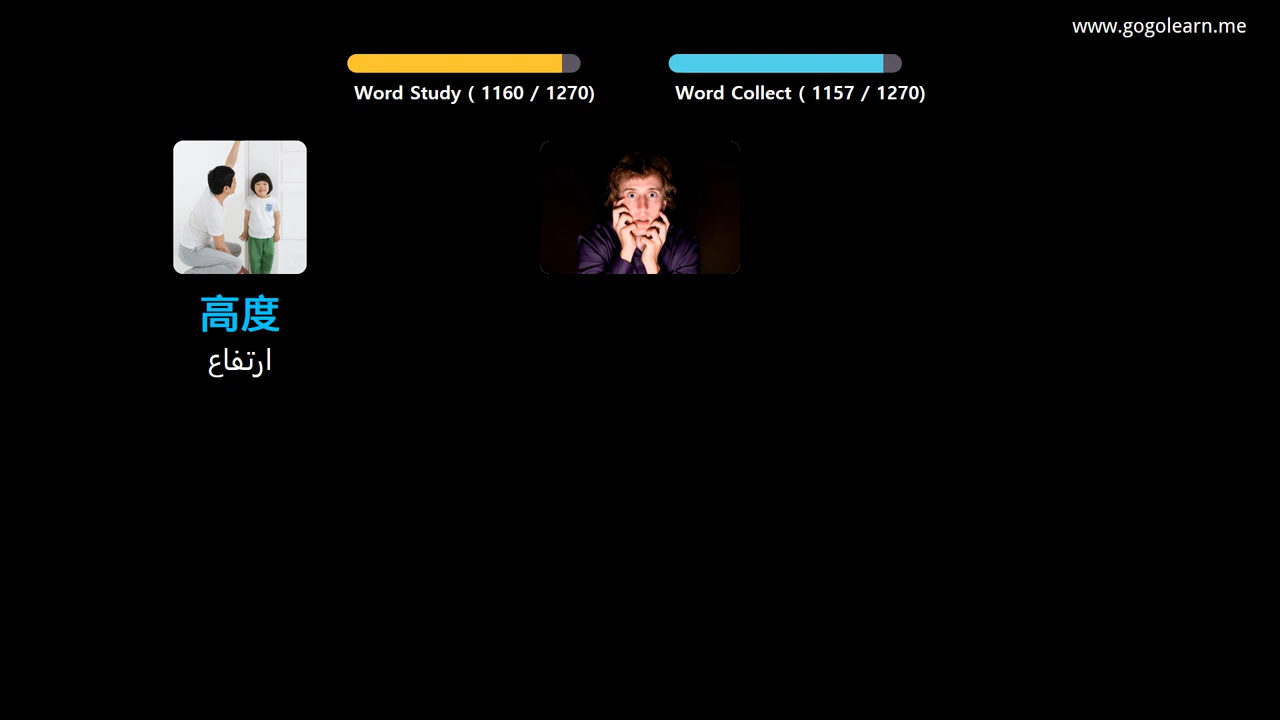 www.gogolearn.me
Word Study ( 1160 / 1270)
Word Collect ( 1157 / 1270)
高度
ارتفاع